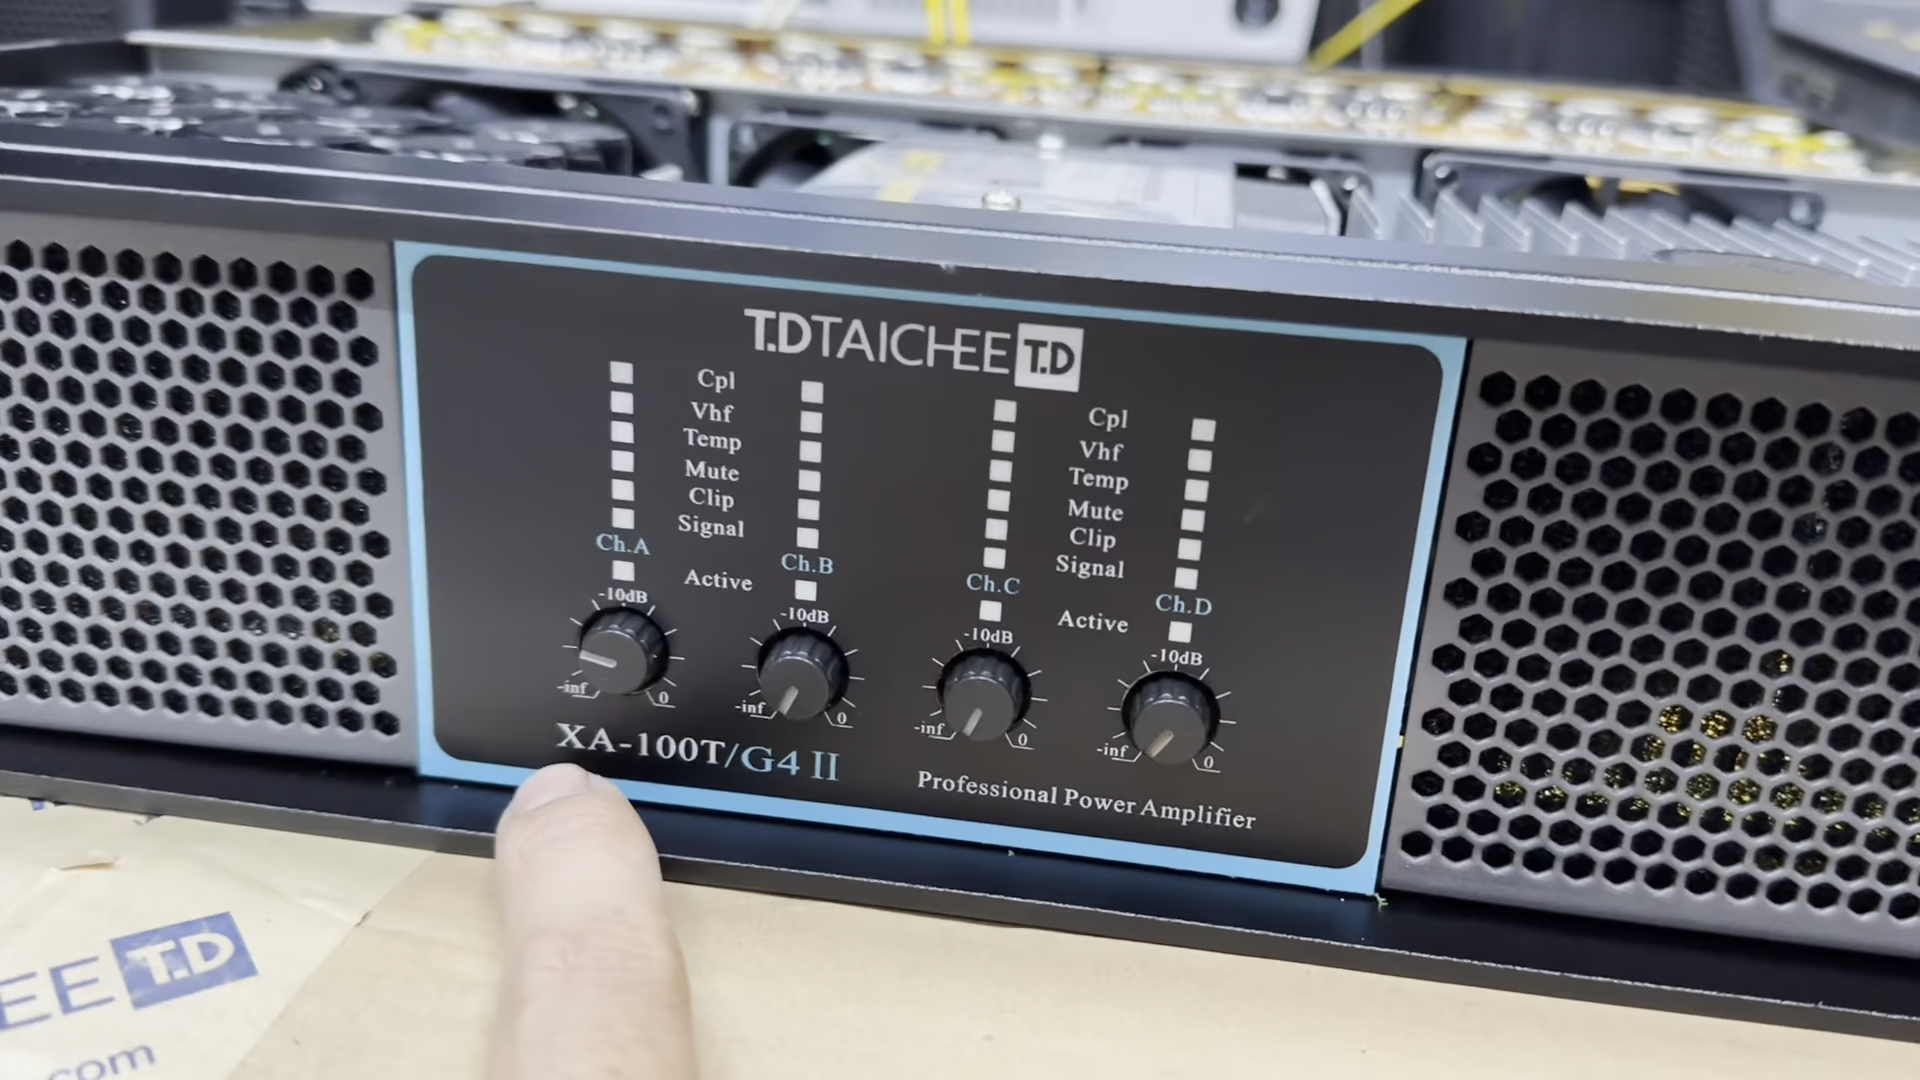 T.D TAICHEE T.D
Cpl
Vhf
Temp
Mute
Clip
Signal
Ch.A
Ch.B
Active
-10dB
-10dB
-inf
0
-inf
0
Cpl
Vhf
Temp
Mute
Clip
Signal
Ch.C
Ch.D
Active
-10dB
-10dB
-inf
0
-inf
0
XA-100T/G4 II
Professional Power Amplifier
HEE T.D
.com